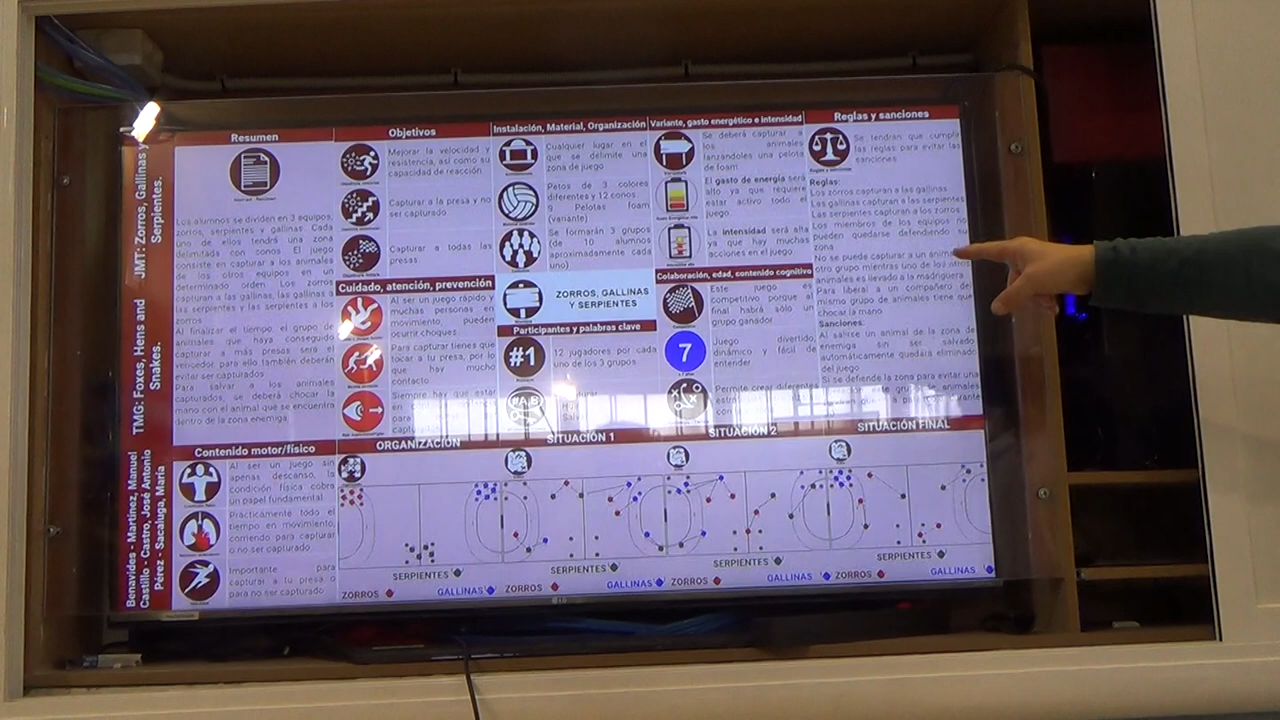 JMT: Zorros, Gallinas y
Serpientes.
TMG: Foxes, Hens and
Snakes.
Benavides - Martínez, Manuel
Castillo - Castro, José Antonio
Pérez - Sacaluga, María
Resumen
Los alumnos se dividen en 3 equipos,
zorros, serpientes y gallinas. Cada
uno de ellos tendrá una zona
delimitada con conos. El juego
consiste en capturar a los animales
de los otros equipos en un
determinado orden. Los zorros
capturan a las gallinas, las gallinas a
las serpientes y las serpientes a los
zorros
Al finalizar el tiempo, el grupo de
animales que haya conseguido
capturar a más presas será el
vencedor, para ello también deberán
evitar ser capturados.
Para salvar a los animales
capturados, se deberá chocar la
mano con el animal que se encuentra
dentro de la zona enemiga
Objetivos
Mejorar la velocidad y
resistencia, así como su
capacidad de reacción.
Capturar a la presa y no
ser capturado
Capturar a todas las
presas
Cuidado, atención, prevención
Al ser un juego rápido y
muchas personas en
movimiento, pueden
ocurrir choques
Para capturar tienes que
tocar a tu presa, por lo
que hay mucho
contacto
Siempre hay que estar
Instalación, Material, Organización
Cualquier lugar en el
que se delimite una
zona de juego
Petos de 3 colores
diferentes y 12 conos.
9 Pelotas foam
(variante)
Se formarán 3 grupos
(de 10 alumnos
aproximadamente cada
uno)
ZORROS, GALLINAS
Y SERPIENTES
Participantes y palabras clave
#1
12 jugadores por cada
uno de los 3 grupos
#A,B
Variante, gasto energético e intensidad
Se deberá capturar a
los animales
lanzándoles una pelota
de foam
El gasto de energía será
alto ya que requiere
estar activo todo el
juego.
La intensidad será alta
ya que hay muchas
acciones en el juego
Colaboración, edad, contenido cognitivo
Este juego es
competitivo porque al
final habrá sólo un
grupo ganador
7
Juego divertido,
dinámico y fácil de
entender
Permite crear diferentes
Reglas y sanciones
Se tendrán que cumplir
las reglas para evitar las
sanciones
Reglas:
Los zorros capturan a las gallinas
Las gallinas capturan a las serpientes
Las serpientes capturan a los zorros
Los miembros de los equipos no
pueden quedarse defendiendo su
zona
No se puede capturar a un animal de
otro grupo mientras uno de los otros
animales es llevado a la madriguera
Para liberar a un compañero del
mismo grupo de animales tiene que
chocar la mano
Sanciones:
Al salirse un animal de la zona de
enemiga sin ser salvado
automáticamente quedará eliminado
del juego
Si se defiende la zona para evitar una
Contenido motor/físico
Al ser un juego sin
apenas descanso, la
condición física cobra
un papel fundamental.
Prácticamente todo el
tiempo en movimiento,
corriendo para capturar
o no ser capturado
Importante para
capturar a tu presa o
para no ser capturado
ORGANIZACIÓN
SITUACIÓN 1
SITUACIÓN 2
SITUACIÓN FINAL
SERPIENTES
SERPIENTES
SERPIENTES
SERPIENTES
ZORROS
GALLINAS
ZORROS
GALLINAS
ZORROS
GALLINAS
ZORROS
GALLINAS